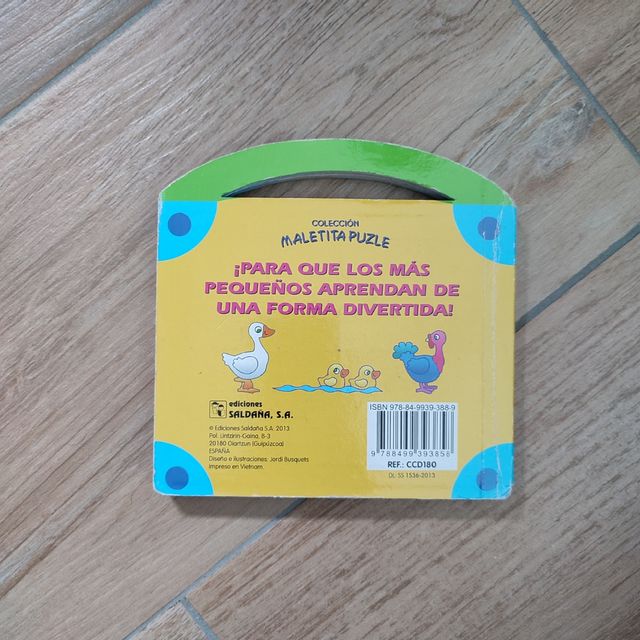 COLECCIÓN
MALETITA PUZLE
¡PARA QUE LOS MÁS
PEQUEÑOS APRENDAN DE
UNA FORMA DIVERTIDA!
ediciones
SALDAÑA, S.A.
© Ediciones Saldaña S.A. 2013
Pol. Lintzirin-Gaina, B-3
20180 Oiartzun (Guipúzcoa)
ESPAÑA
Diseño e ilustraciones: Jordi Busquets
Impreso en Vietnam.
ISBN 978-84-9939-388-9
9 788499 393858
REF.: CCD180
DL: SS 1536-2013